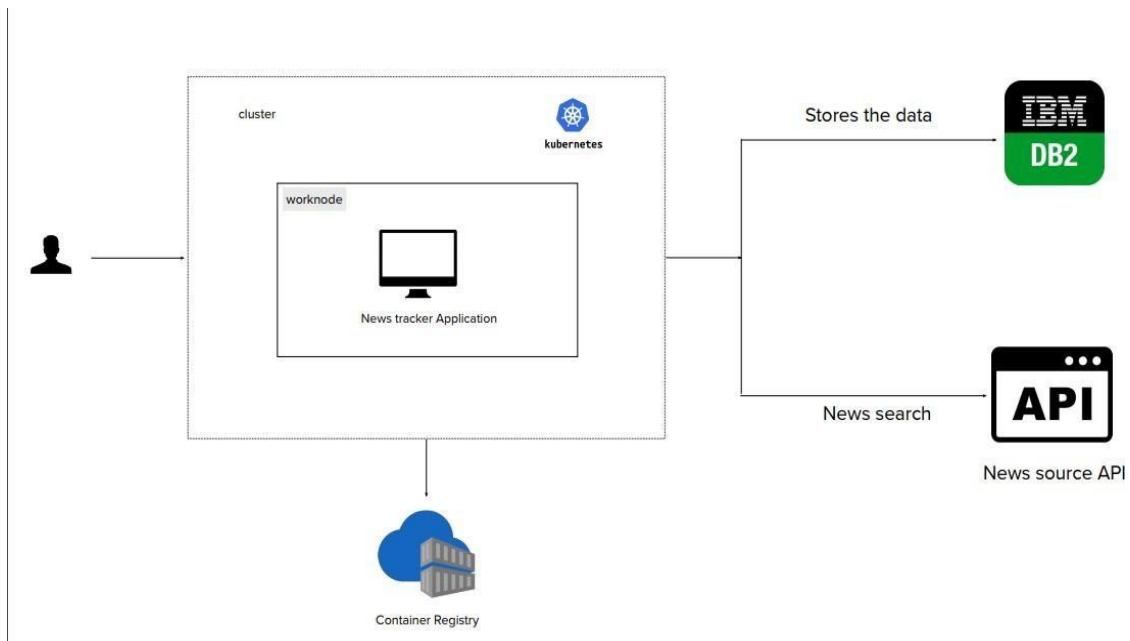 cluster
kubernetes
Stores the data
IBM
DB2
worknode
News tracker Application
News search
API
News source API
Container Registry